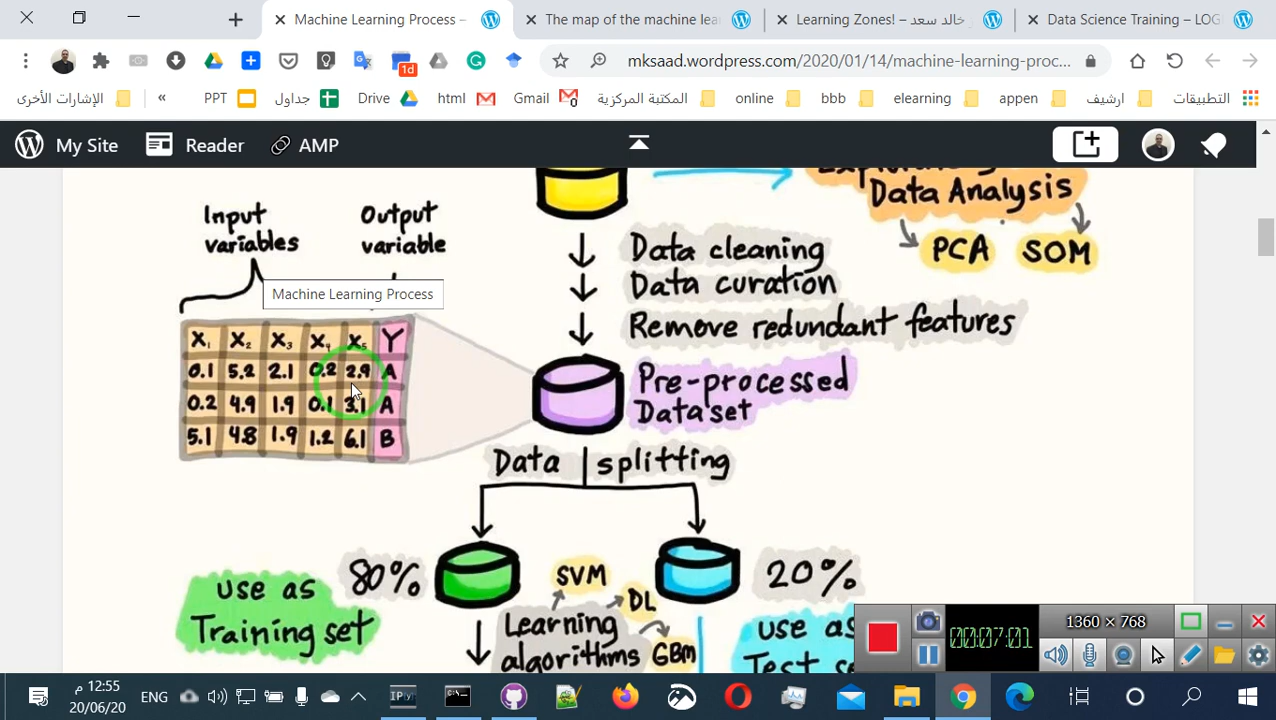 Machine Learning Process –
The map of the machine lea
Learning Zones! – خالد سعد
Data Science Training – LOG
mksaad.wordpress.com/2020/01/14/machine-learning-proc...
1d
الإشارات الأخرى
«
PPT
جداول
Drive
html
Gmail
المكتبة المركزية
online
bbb
elearning
appen
ارشيف
التطبيقات
My Site
Reader
AMP
Data Analysis
PCA SOM
Input variables
Output variable
Machine Learning Process
Data cleaning
Data curation
Remove redundant features
X₁ X₂ X₃ X₄ X₅ Y
0.1 5.2 2.1 0.2 2.9 A
0.2 4.9 1.9 0.1 3.1 A
5.1 4.8 1.9 1.2 6.1 B
Pre-processed
Dataset
Data splitting
80%
20%
use as
Training set
SVM
DL
Learning
algorithms
GBM
use as
Test se
00:07:01
1360 × 768
12:55 م
20/06/20
ENG
IPly